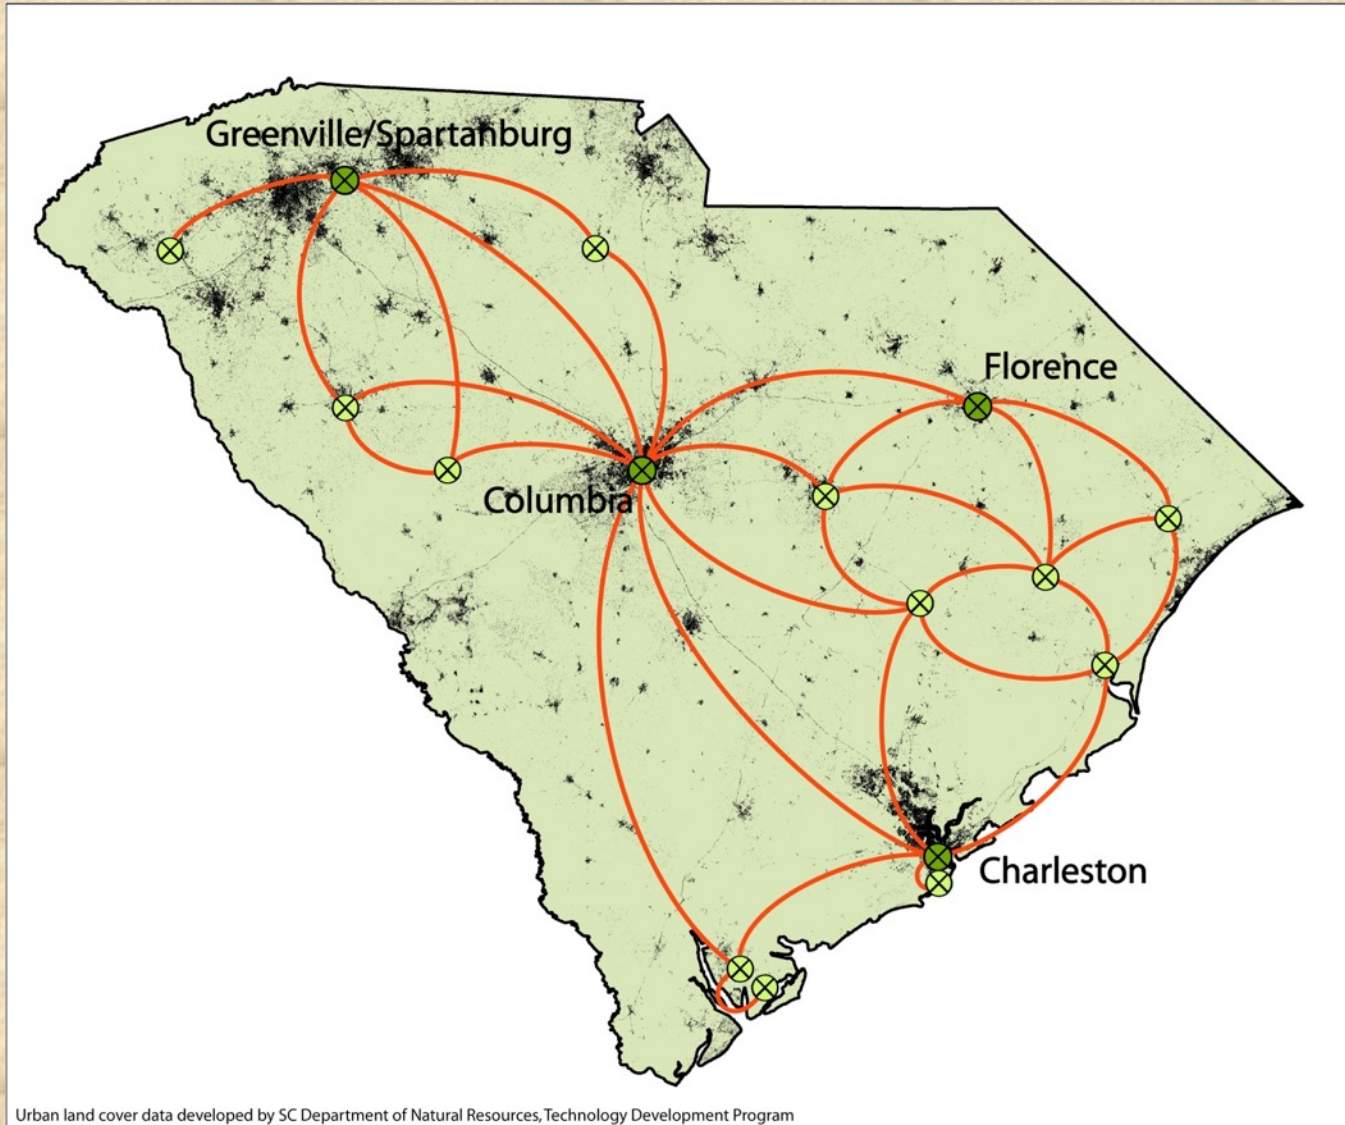 Greenville/Spartanburg
Florence
Columbia
Charleston
Urban land cover data developed by SC Department of Natural Resources, Technology Development Program